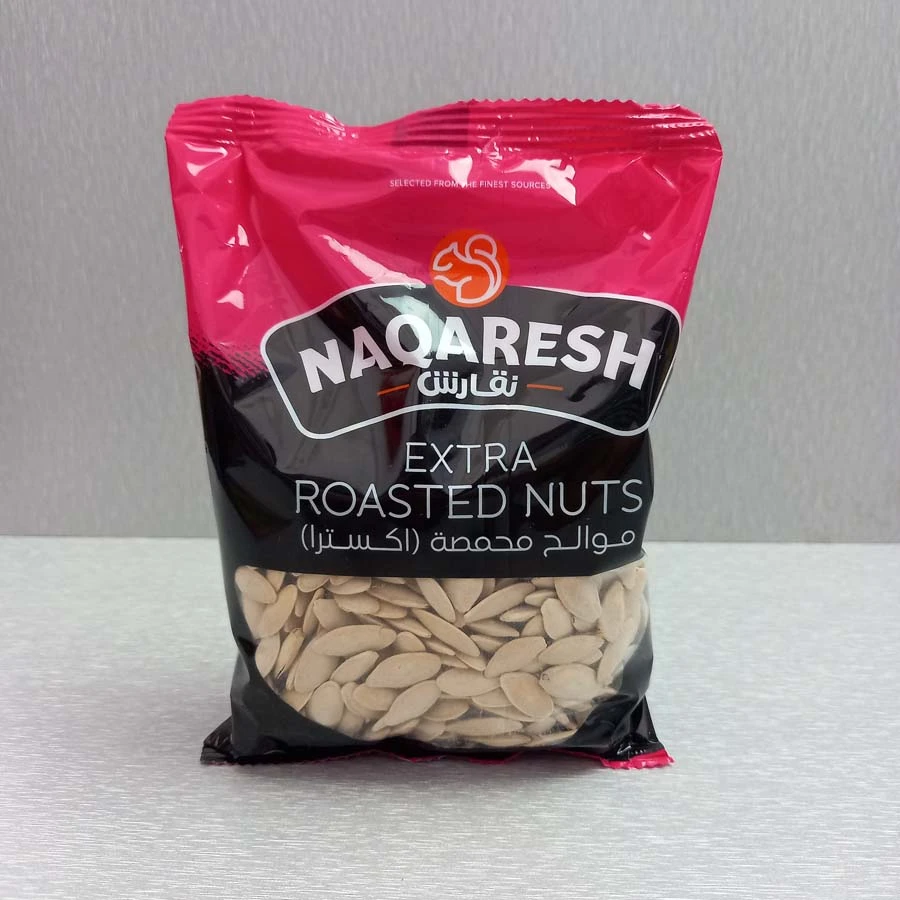 SELECTED FROM THE FINEST SOURCES
NAQARESH
نقارش
EXTRA
ROASTED NUTS
موالح محمصة (اكسترا)